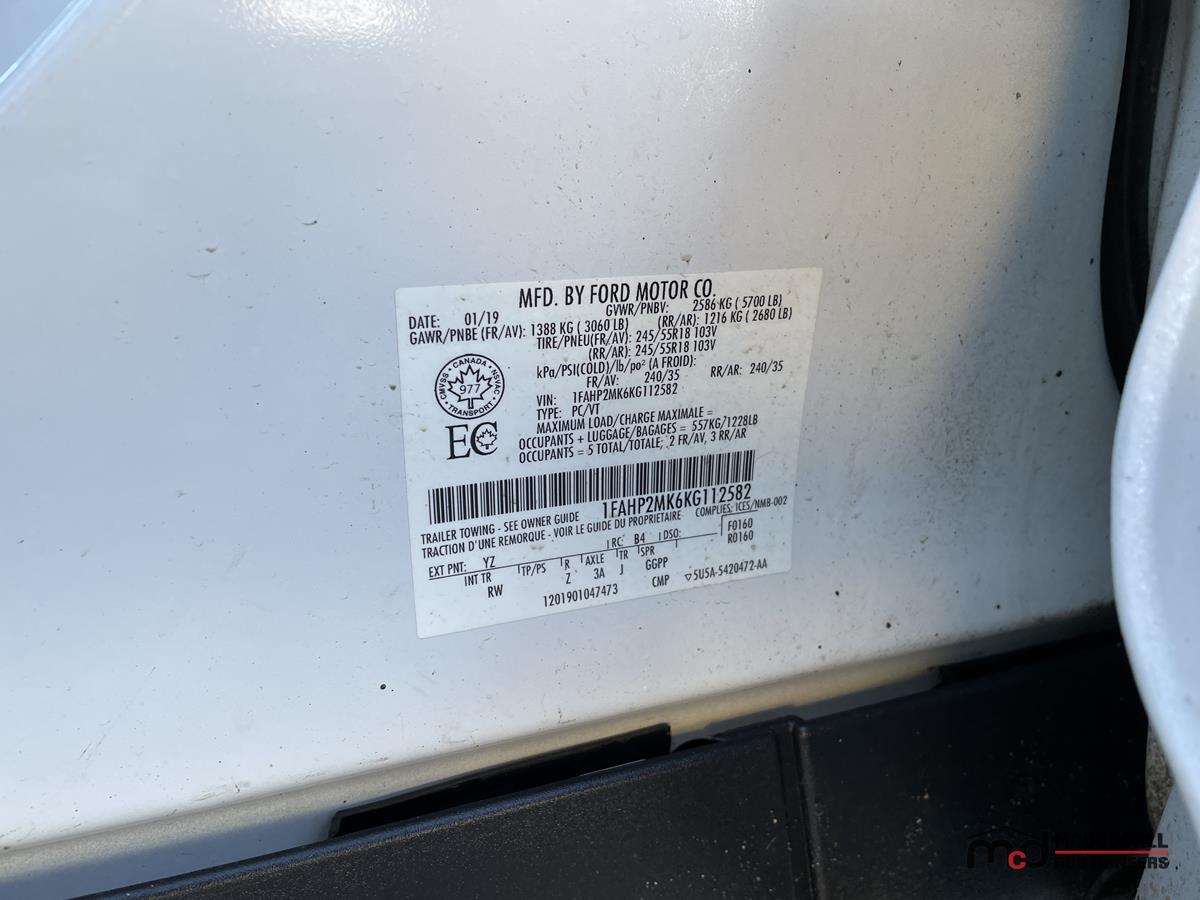 MFD. BY FORD MOTOR CO.
DATE: 01/19 GVWR/PNBV: 2586 KG ( 5700 LB)
GAWR/PNBE (FR/AV): 1388 KG ( 3060 LB) (RR/AR): 1216 KG ( 2680 LB)
TIRE/PNEU(FR/AV): 245/55R18 103V
(RR/AR): 245/55R18 103V
kPa/PSI(COLD)/lb/po² (A FROID):
FR/AV: 240/35 RR/AR: 240/35
VIN: 1FAHP2MK6KG112582
TYPE: PC/VT
MAXIMUM LOAD/CHARGE MAXIMALE =
OCCUPANTS + LUGGAGE/BAGAGES = 557KG/1228LB
OCCUPANTS = 5 TOTAL/TOTALE; 2 FR/AV, 3 RR/AR
CMVSS • CANADA • NSVAC • TRANSPORT •
977
EC
1FAHP2MK6KG112582
TRAILER TOWING - SEE OWNER GUIDE COMPLIES: ICES/NMB-002
TRACTION D'UNE REMORQUE - VOIR LE GUIDE DU PROPRIETAIRE
EXT PNT: YZ RC: B4 DSO: F0160
R0160
INT TR TP/PS R AXLE TR SPR
RW Z 3A J GGPP
1201901047473 CMP ▽5U5A-5420472-AA
mcd